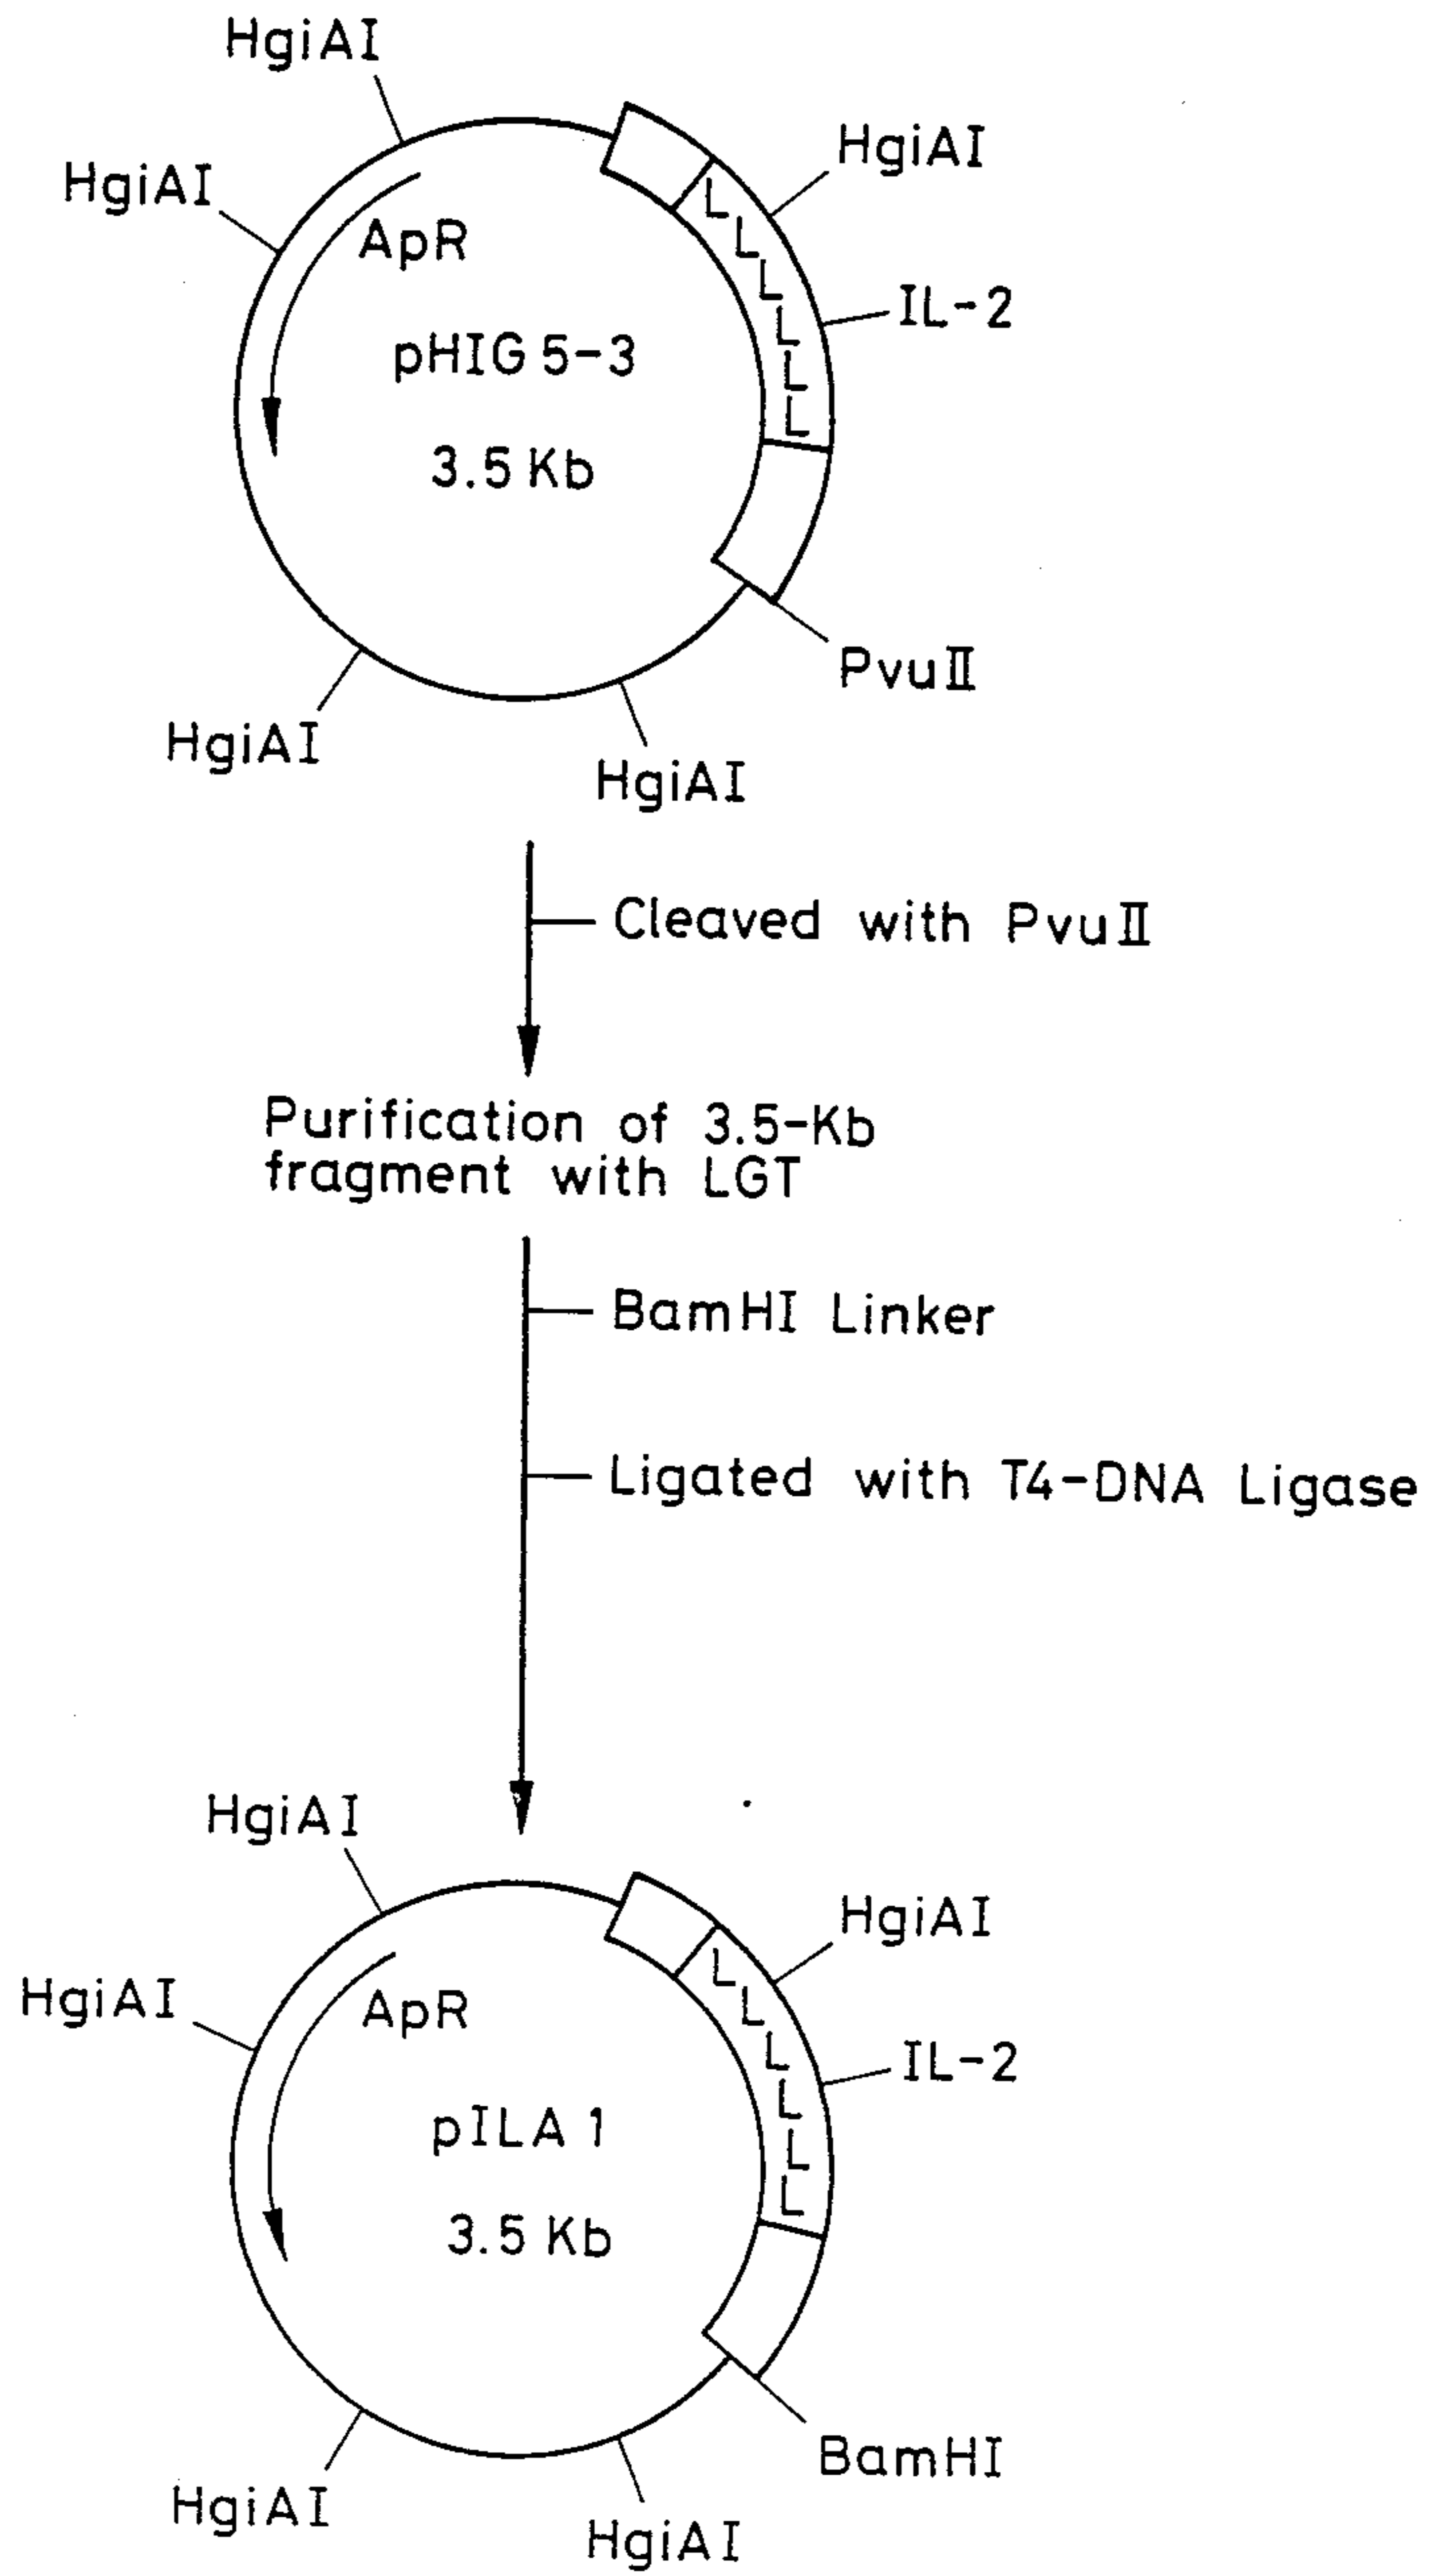 HgiAI
HgiAI
HgiAI
ApR
IL-2
L
L
L
L
L
L
pHIG 5-3
3.5 Kb
PvuII
HgiAI
HgiAI
Cleaved with PvuII
Purification of 3.5-Kb
fragment with LGT
BamHI Linker
Ligated with T4-DNA Ligase
HgiAI
HgiAI
HgiAI
ApR
IL-2
L
L
L
L
L
L
pILA 1
3.5 Kb
BamHI
HgiAI
HgiAI